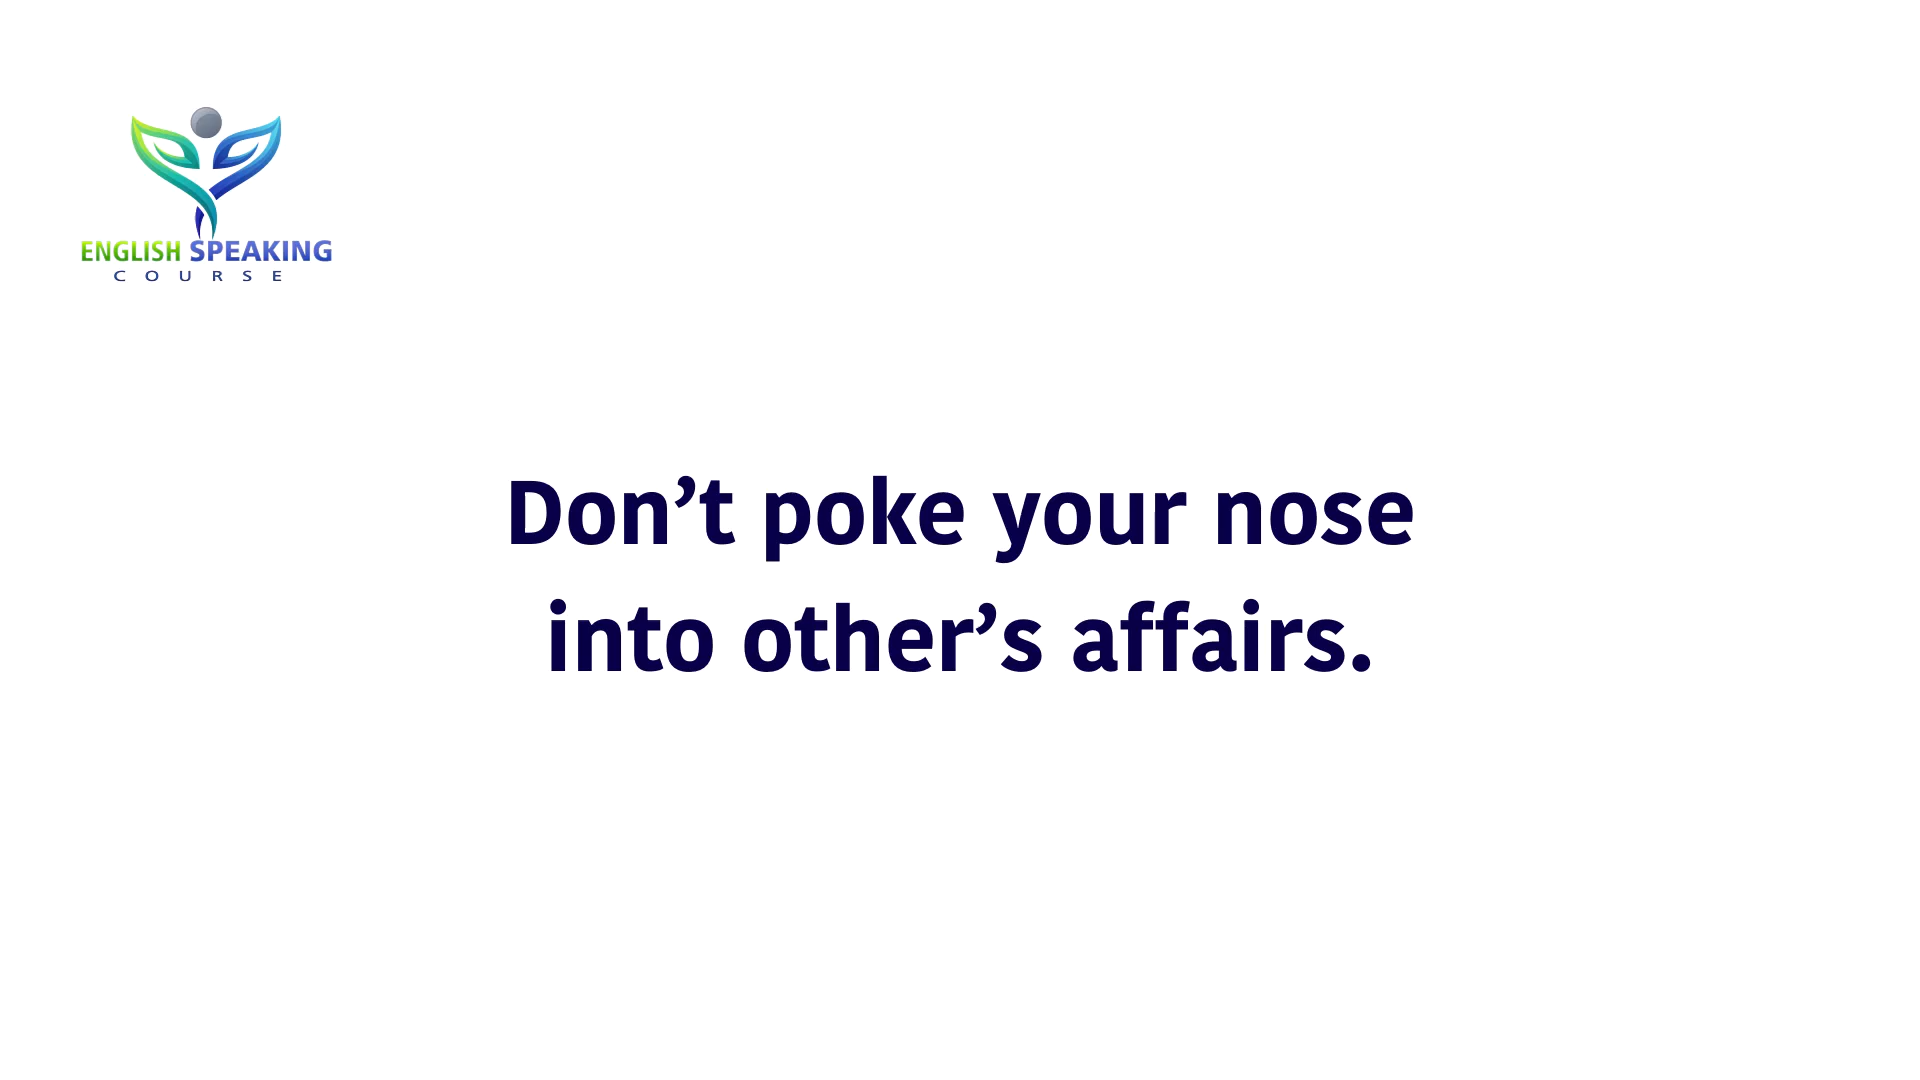 ENGLISH SPEAKING
COURSE
Don’t poke your nose
into other’s affairs.